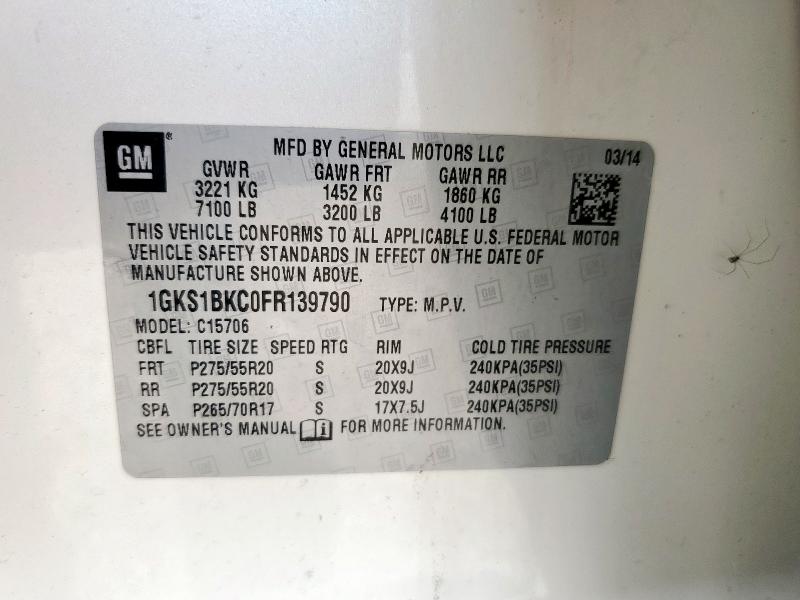 GM®
MFD BY GENERAL MOTORS LLC 03/14
GVWR GAWR FRT GAWR RR
3221 KG 1452 KG 1860 KG
7100 LB 3200 LB 4100 LB
THIS VEHICLE CONFORMS TO ALL APPLICABLE U.S. FEDERAL MOTOR
VEHICLE SAFETY STANDARDS IN EFFECT ON THE DATE OF
MANUFACTURE SHOWN ABOVE.
1GKS1BKC0FR139790 TYPE: M.P.V.
MODEL: C15706
CBFL TIRE SIZE SPEED RTG RIM COLD TIRE PRESSURE
FRT P275/55R20 S 20X9J 240KPA(35PSI)
RR P275/55R20 S 20X9J 240KPA(35PSI)
SPA P265/70R17 S 17X7.5J 240KPA(35PSI)
SEE OWNER'S MANUAL FOR MORE INFORMATION.